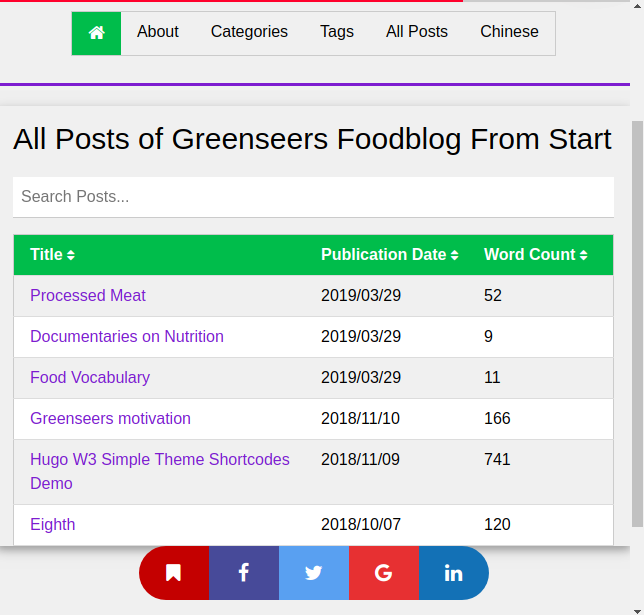 About Categories Tags All Posts Chinese
All Posts of Greenseers Foodblog From Start
Search Posts...
Title Publication Date Word Count
Processed Meat 2019/03/29 52
Documentaries on Nutrition 2019/03/29 9
Food Vocabulary 2019/03/29 11
Greenseers motivation 2018/11/10 166
Hugo W3 Simple Theme Shortcodes 2018/11/09 741
Demo
Eighth 2018/10/07 120